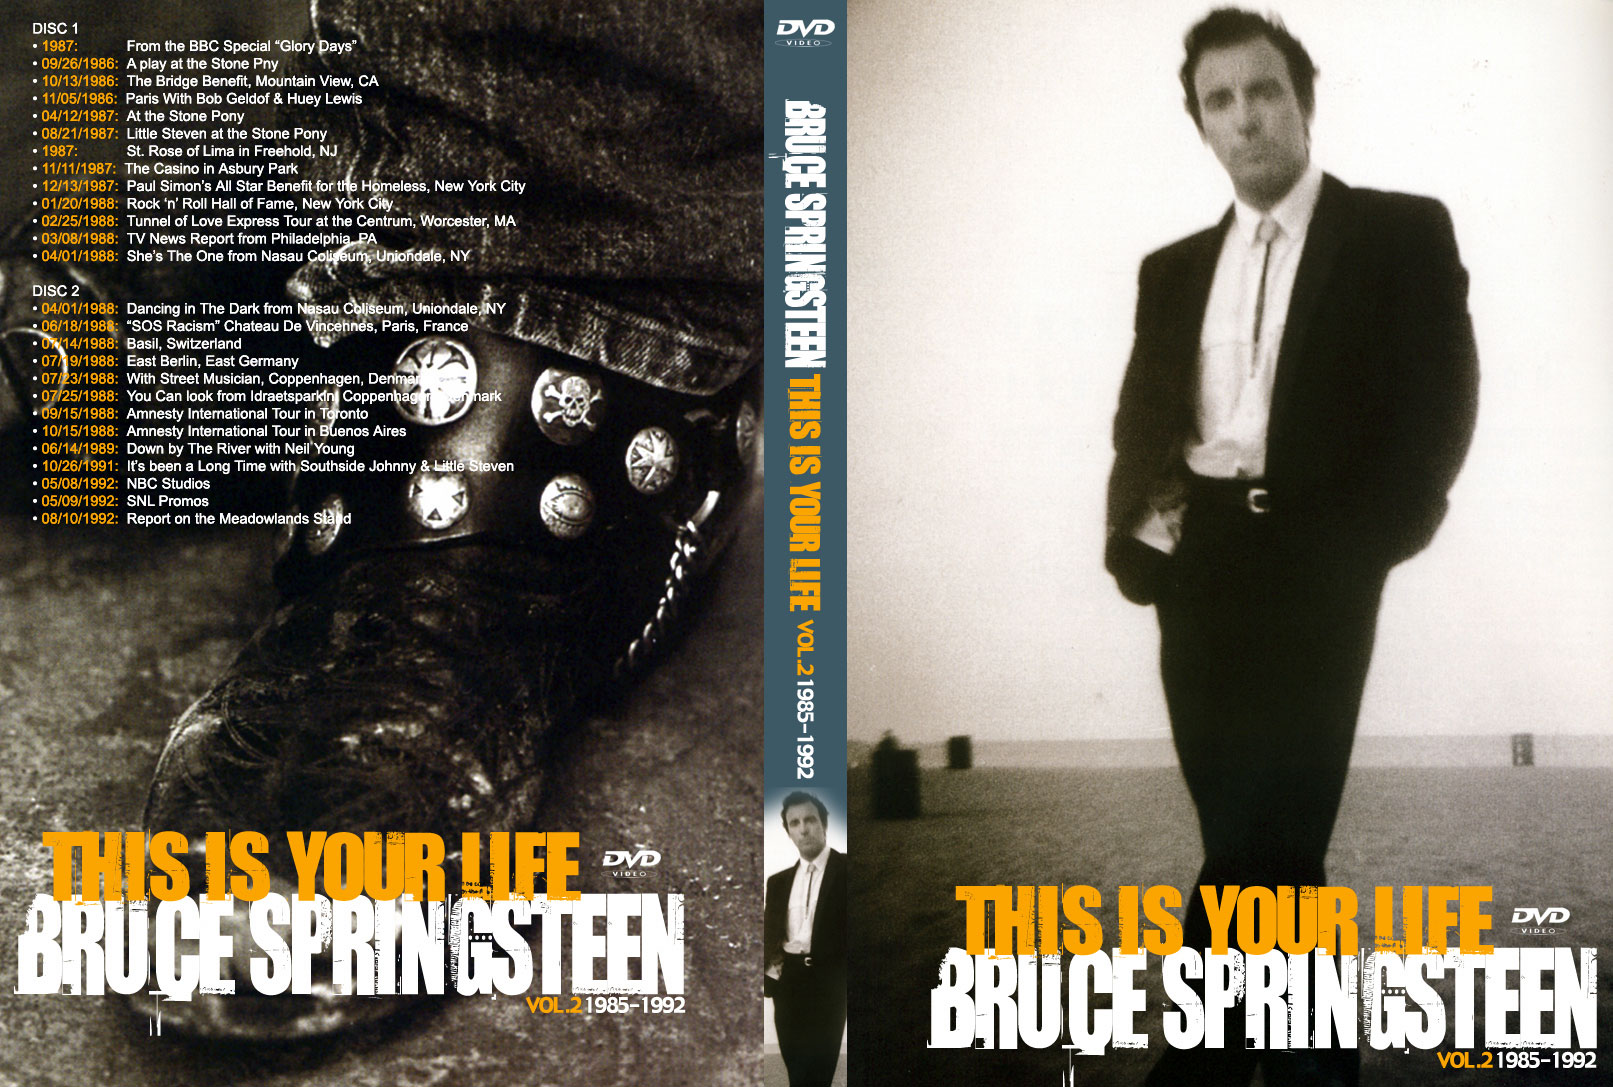 DISC 1
• 1987: From the BBC Special “Glory Days”
• 09/26/1986: A play at the Stone Pny
• 10/13/1986: The Bridge Benefit, Mountain View, CA
• 11/05/1986: Paris With Bob Geldof & Huey Lewis
• 04/12/1987: At the Stone Pony
• 08/21/1987: Little Steven at the Stone Pony
• 1987: St. Rose of Lima in Freehold, NJ
• 11/11/1987: The Casino in Asbury Park
• 12/13/1987: Paul Simon’s All Star Benefit for the Homeless, New York City
• 01/20/1988: Rock ‘n’ Roll Hall of Fame, New York City
• 02/25/1988: Tunnel of Love Express Tour at the Centrum, Worcester, MA
• 03/08/1988: TV News Report from Philadelphia, PA
• 04/01/1988: She’s The One from Nasau Coliseum, Uniondale, NY
DISC 2
• 04/01/1988: Dancing in The Dark from Nasau Coliseum, Uniondale, NY
• 06/18/1988: “SOS Racism” Chateau De Vincennes, Paris, France
• 07/14/1988: Basil, Switzerland
• 07/19/1988: East Berlin, East Germany
• 07/23/1988: With Street Musician, Coppenhagen, Denmark
• 07/25/1988: You Can look from Idraetsparkin, Coppenhagen, Denmark
• 09/15/1988: Amnesty International Tour in Toronto
• 10/15/1988: Amnesty International Tour in Buenos Aires
• 06/14/1989: Down by The River with Neil Young
• 10/26/1991: It’s been a Long Time with Southside Johnny & Little Steven
• 05/08/1992: NBC Studios
• 05/09/1992: SNL Promos
• 08/10/1992: Report on the Meadowlands Stand
THIS IS YOUR LIFE
DVD
VIDEO
BRUCE SPRINGSTEEN
VOL.2 1985-1992
DVD
VIDEO
BRUCE SPRINGSTEEN THIS IS YOUR LIFE VOL.2 1985-1992
THIS IS YOUR LIFE
DVD
VIDEO
BRUCE SPRINGSTEEN
VOL.2 1985-1992